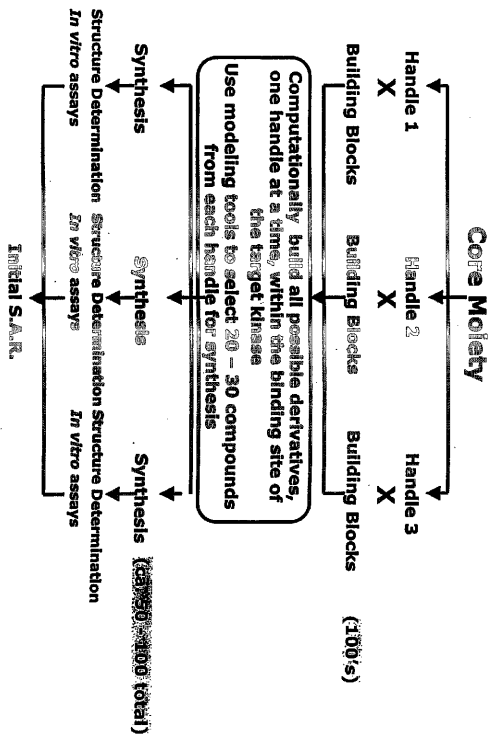 Core Moiety
Handle 1 Handle 2 Handle 3
X X X
Building Blocks Building Blocks Building Blocks (100's)
Computationally build all possible derivatives,
one handle at a time, within the binding site of
the target kinase
Use modeling tools to select 20 – 30 compounds
from each handle for synthesis
Synthesis Synthesis Synthesis (ca. 50 – 100 total)
Structure Determination Structure Determination Structure Determination
In vitro assays In vitro assays In vitro assays
Initial S.A.R.